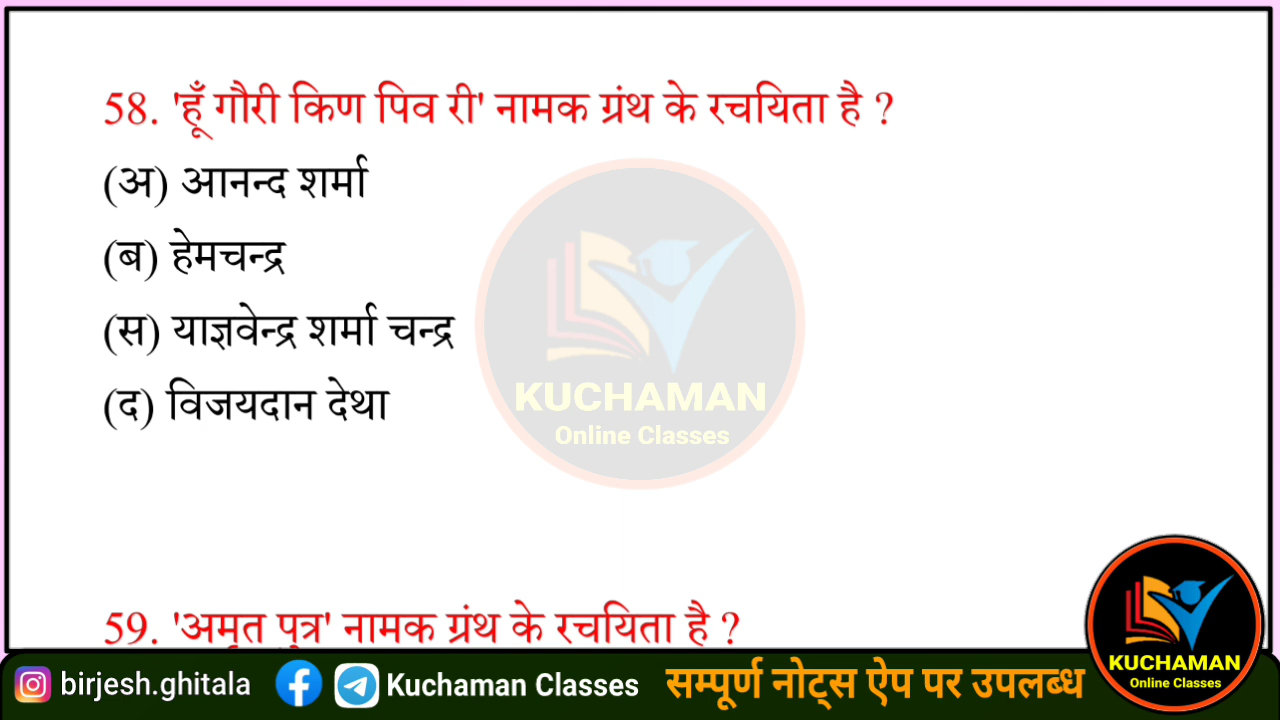 58. 'हूँ गौरी किण पिव री' नामक ग्रंथ के रचयिता है ?
(अ) आनन्द शर्मा
(ब) हेमचन्द्र
(स) याज्ञवेन्द्र शर्मा चन्द्र
(द) विजयदान देथा
KUCHAMAN
Online Classes
59. 'अमृत पुत्र' नामक ग्रंथ के रचयिता है ?
birjesh.ghitala
Kuchaman Classes
सम्पूर्ण नोट्स ऐप पर उपलब्ध
KUCHAMAN
Online Classes